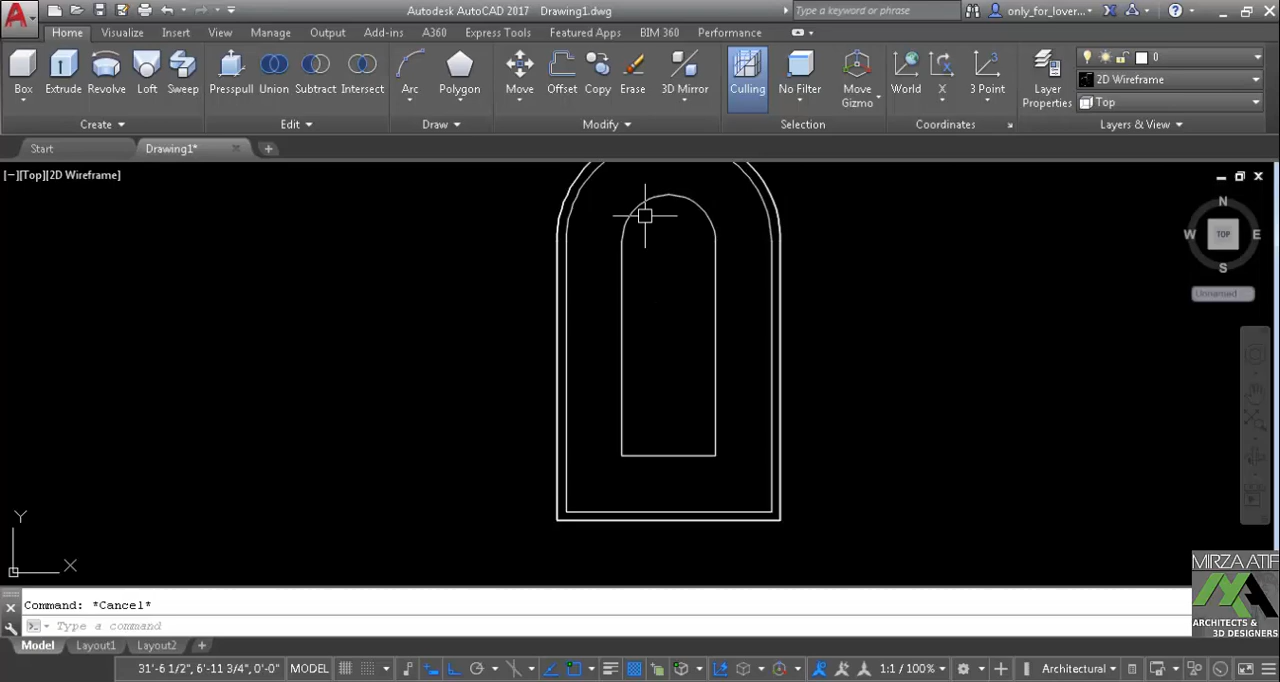 Autodesk AutoCAD 2017 Drawing1.dwg
Type a keyword or phrase
only_for_lover...
Home Visualize Insert View Manage Output Add-ins A360 Express Tools Featured Apps BIM 360 Performance
Box Extrude Revolve Loft Sweep Presspull Union Subtract Intersect Arc Polygon Move Offset Copy Erase 3D Mirror Culling No Filter Move Gizmo World X 3 Point Layer Properties
0
2D Wireframe
Top
Create Edit Draw Modify Selection Coordinates Layers & View
Start Drawing1*
[−][Top][2D Wireframe]
N
W TOP E
S
Unnamed
Y
X
MIRZA ATIF
MA
ARCHITECTS &
3D DESIGNERS
Command: *Cancel*
Type a command
Model Layout1 Layout2
31'-6 1/2", 6'-11 3/4", 0'-0" MODEL 1:1 / 100% Architectural